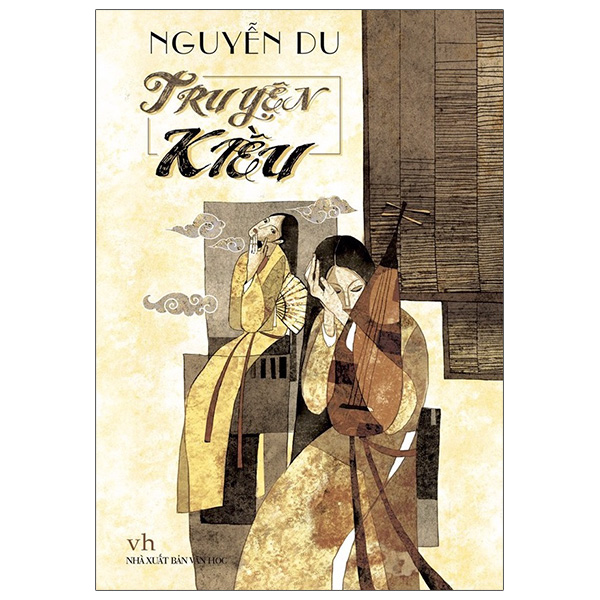 NGUYỄN DU
TRUYỆN
KIỀU
vh
NHÀ XUẤT BẢN VĂN HỌC